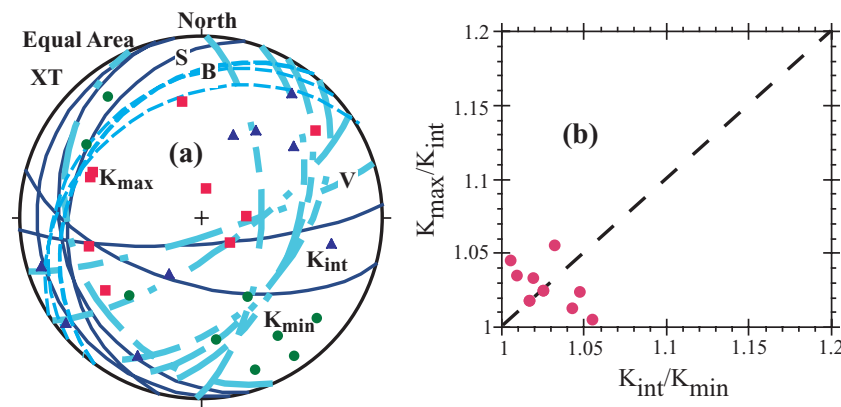 North
Equal Area
XT
S
B
(a)
V
Kmax
Kint
Kmin
1.2
1.15
1.1
1.05
1
Kmax/Kint
(b)
1 1.05 1.1 1.15 1.2
Kint/Kmin